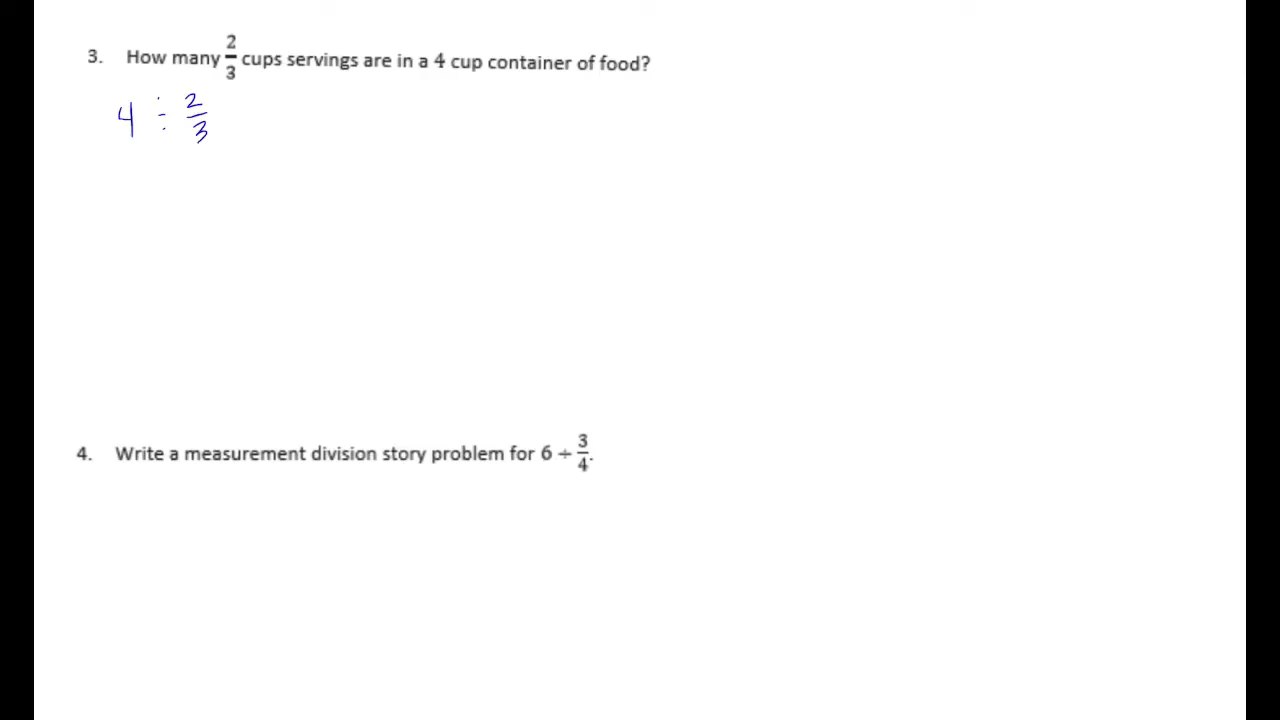 3. How many 2/3 cups servings are in a 4 cup container of food?
4 ÷ 2/3
4. Write a measurement division story problem for 6 ÷ 3/4.